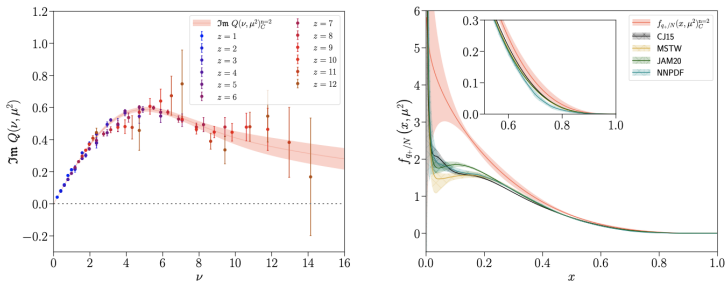 1.2
1.0
0.8
0.6
0.4
0.2
0.0
−0.2
ℑm Q(ν, μ²)
0 2 4 6 8 10 12 14 16
ν
ℑm Q(ν, μ²)_C^{n=2}
z = 1
z = 2
z = 3
z = 4
z = 5
z = 6
z = 7
z = 8
z = 9
z = 10
z = 11
z = 12
6
5
4
3
2
1
0
f_{q+/N}(x, μ²)
0.0 0.2 0.4 0.6 0.8 1.0
x
0.3
0.2
0.1
0.0
0.6 0.8 1.0
f_{q+/N}(x, μ²)_C^{n=2}
CJ15
MSTW
JAM20
NNPDF